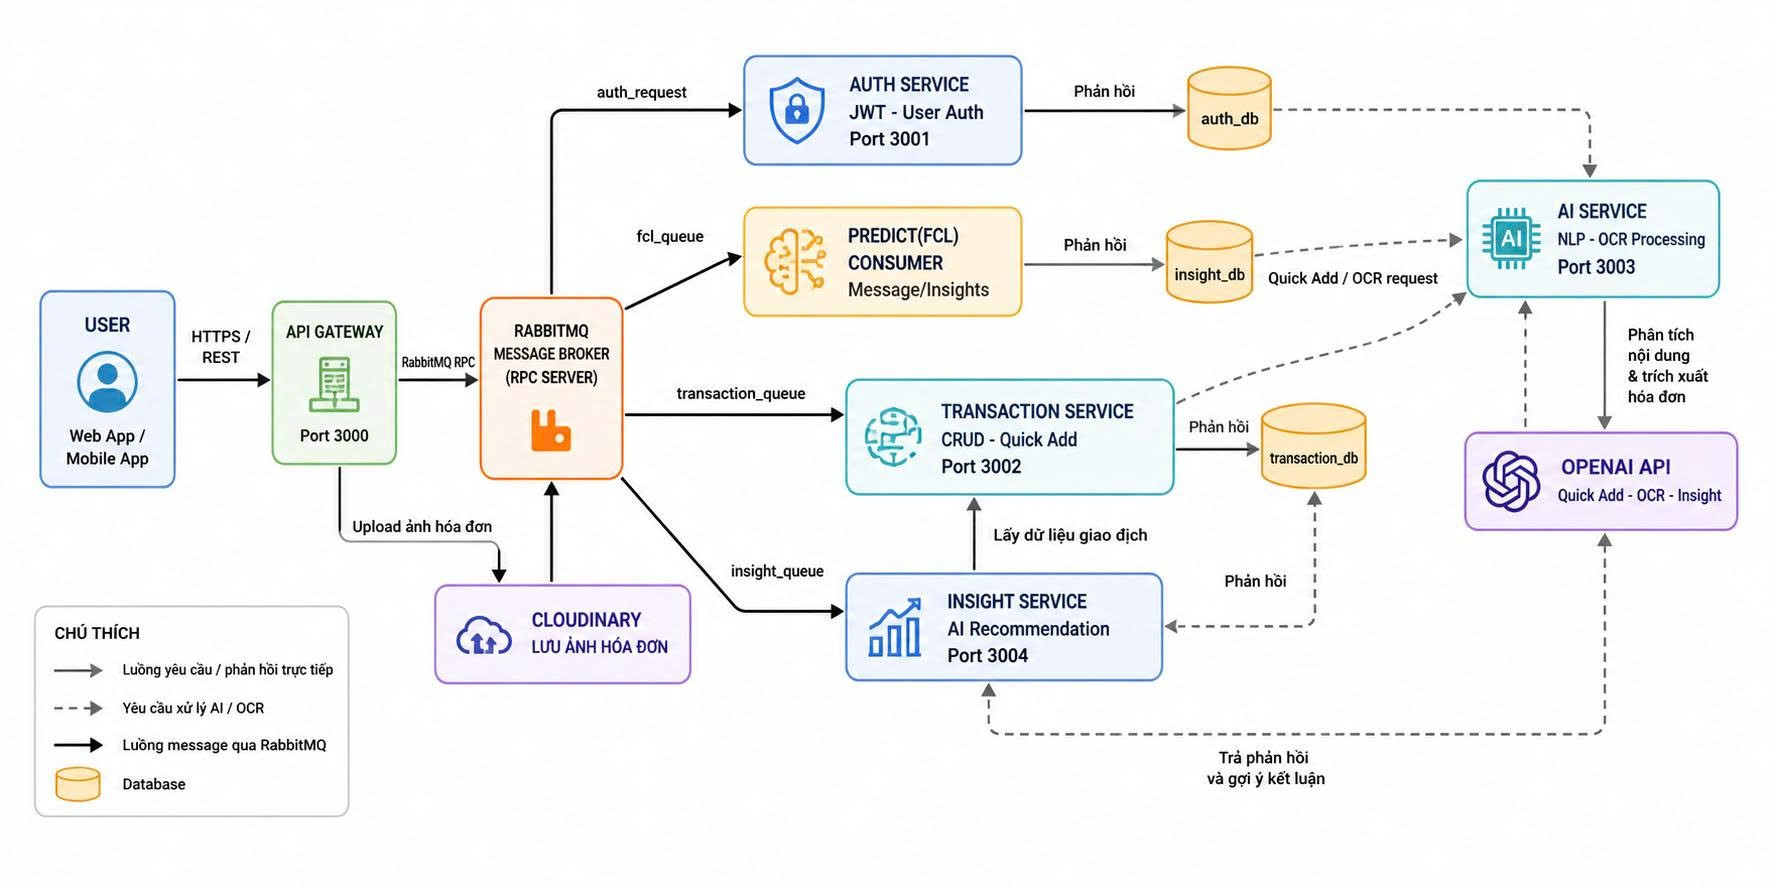 auth_request
AUTH SERVICE
JWT - User Auth
Port 3001
Phản hồi
auth_db
fcl_queue
PREDICT(FCL)
CONSUMER
Message/Insights
Phản hồi
insight_db
Quick Add / OCR request
AI
AI SERVICE
NLP - OCR Processing
Port 3003
USER
Web App /
Mobile App
HTTPS /
REST
API GATEWAY
Port 3000
RabbitMQ RPC
RABBITMQ
MESSAGE BROKER
(RPC SERVER)
transaction_queue
TRANSACTION SERVICE
CRUD - Quick Add
Port 3002
Phản hồi
transaction_db
Phân tích
nội dung
& trích xuất
hóa đơn
OPENAI API
Quick Add - OCR - Insight
Upload ảnh hóa đơn
Lấy dữ liệu giao dịch
insight_queue
Phản hồi
CLOUDINARY
LƯU ẢNH HÓA ĐƠN
INSIGHT SERVICE
AI Recommendation
Port 3004
Trả phản hồi
và gợi ý kết luận
CHÚ THÍCH
Luồng yêu cầu / phản hồi trực tiếp
Yêu cầu xử lý AI / OCR
Luồng message qua RabbitMQ
Database